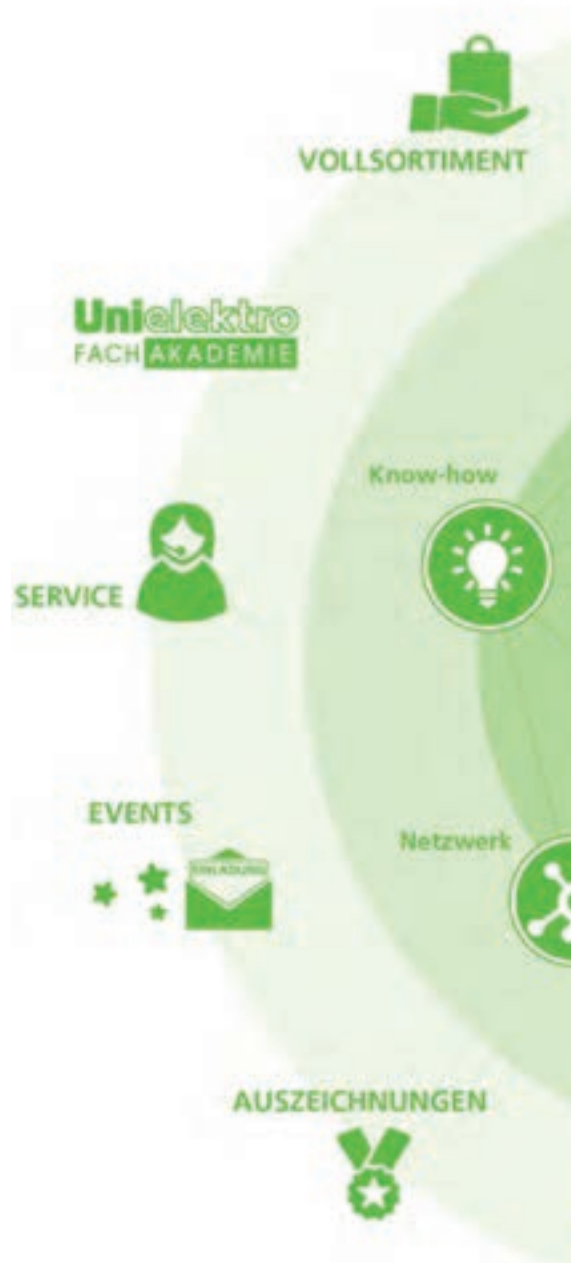 VOLLSORTIMENT
Unielektro
FACH AKADEMIE
Know-how
SERVICE
EVENTS
EINLADUNG
Netzwerk
AUSZEICHNUNGEN